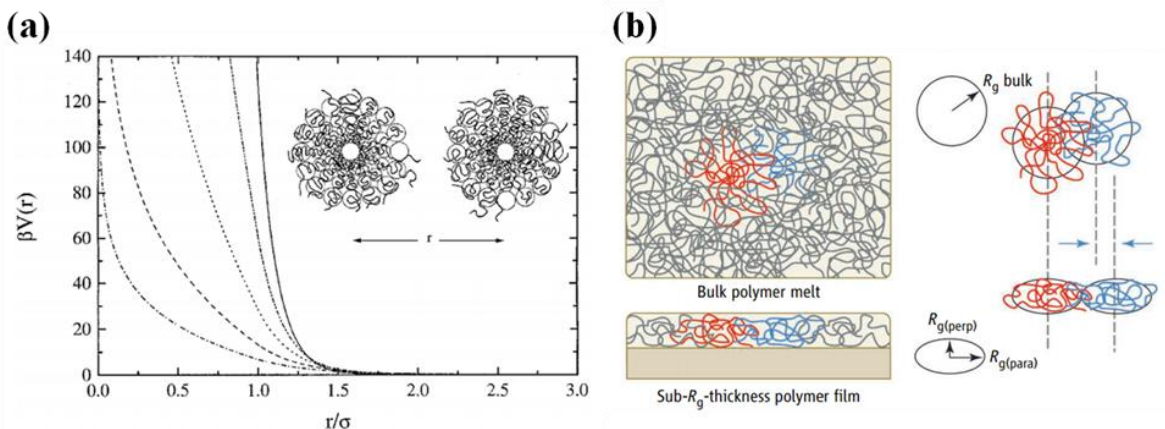 (a)
140
120
100
80
60
40
20
0
βV(r)
0.0 0.5 1.0 1.5 2.0 2.5 3.0
r/σ
r
(b)
Bulk polymer melt
Sub-Rg-thickness polymer film
Rg bulk
Rg(perp)
Rg(para)